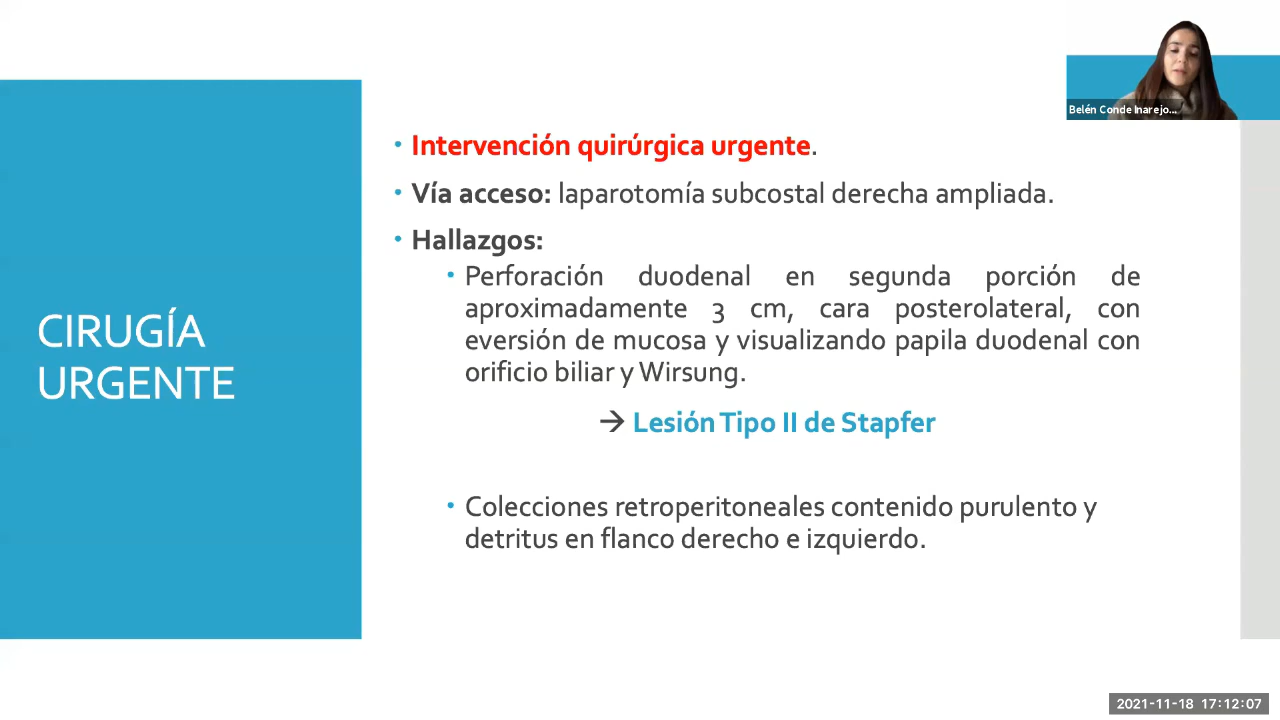 Belén Conde Inarejo...
CIRUGÍA
URGENTE
• Intervención quirúrgica urgente.
• Vía acceso: laparotomía subcostal derecha ampliada.
• Hallazgos:
• Perforación duodenal en segunda porción de
aproximadamente 3 cm, cara posterolateral, con
eversión de mucosa y visualizando papila duodenal con
orificio biliar y Wirsung.
→ Lesión Tipo II de Stapfer
• Colecciones retroperitoneales contenido purulento y
detritus en flanco derecho e izquierdo.
2021-11-18 17:12:07